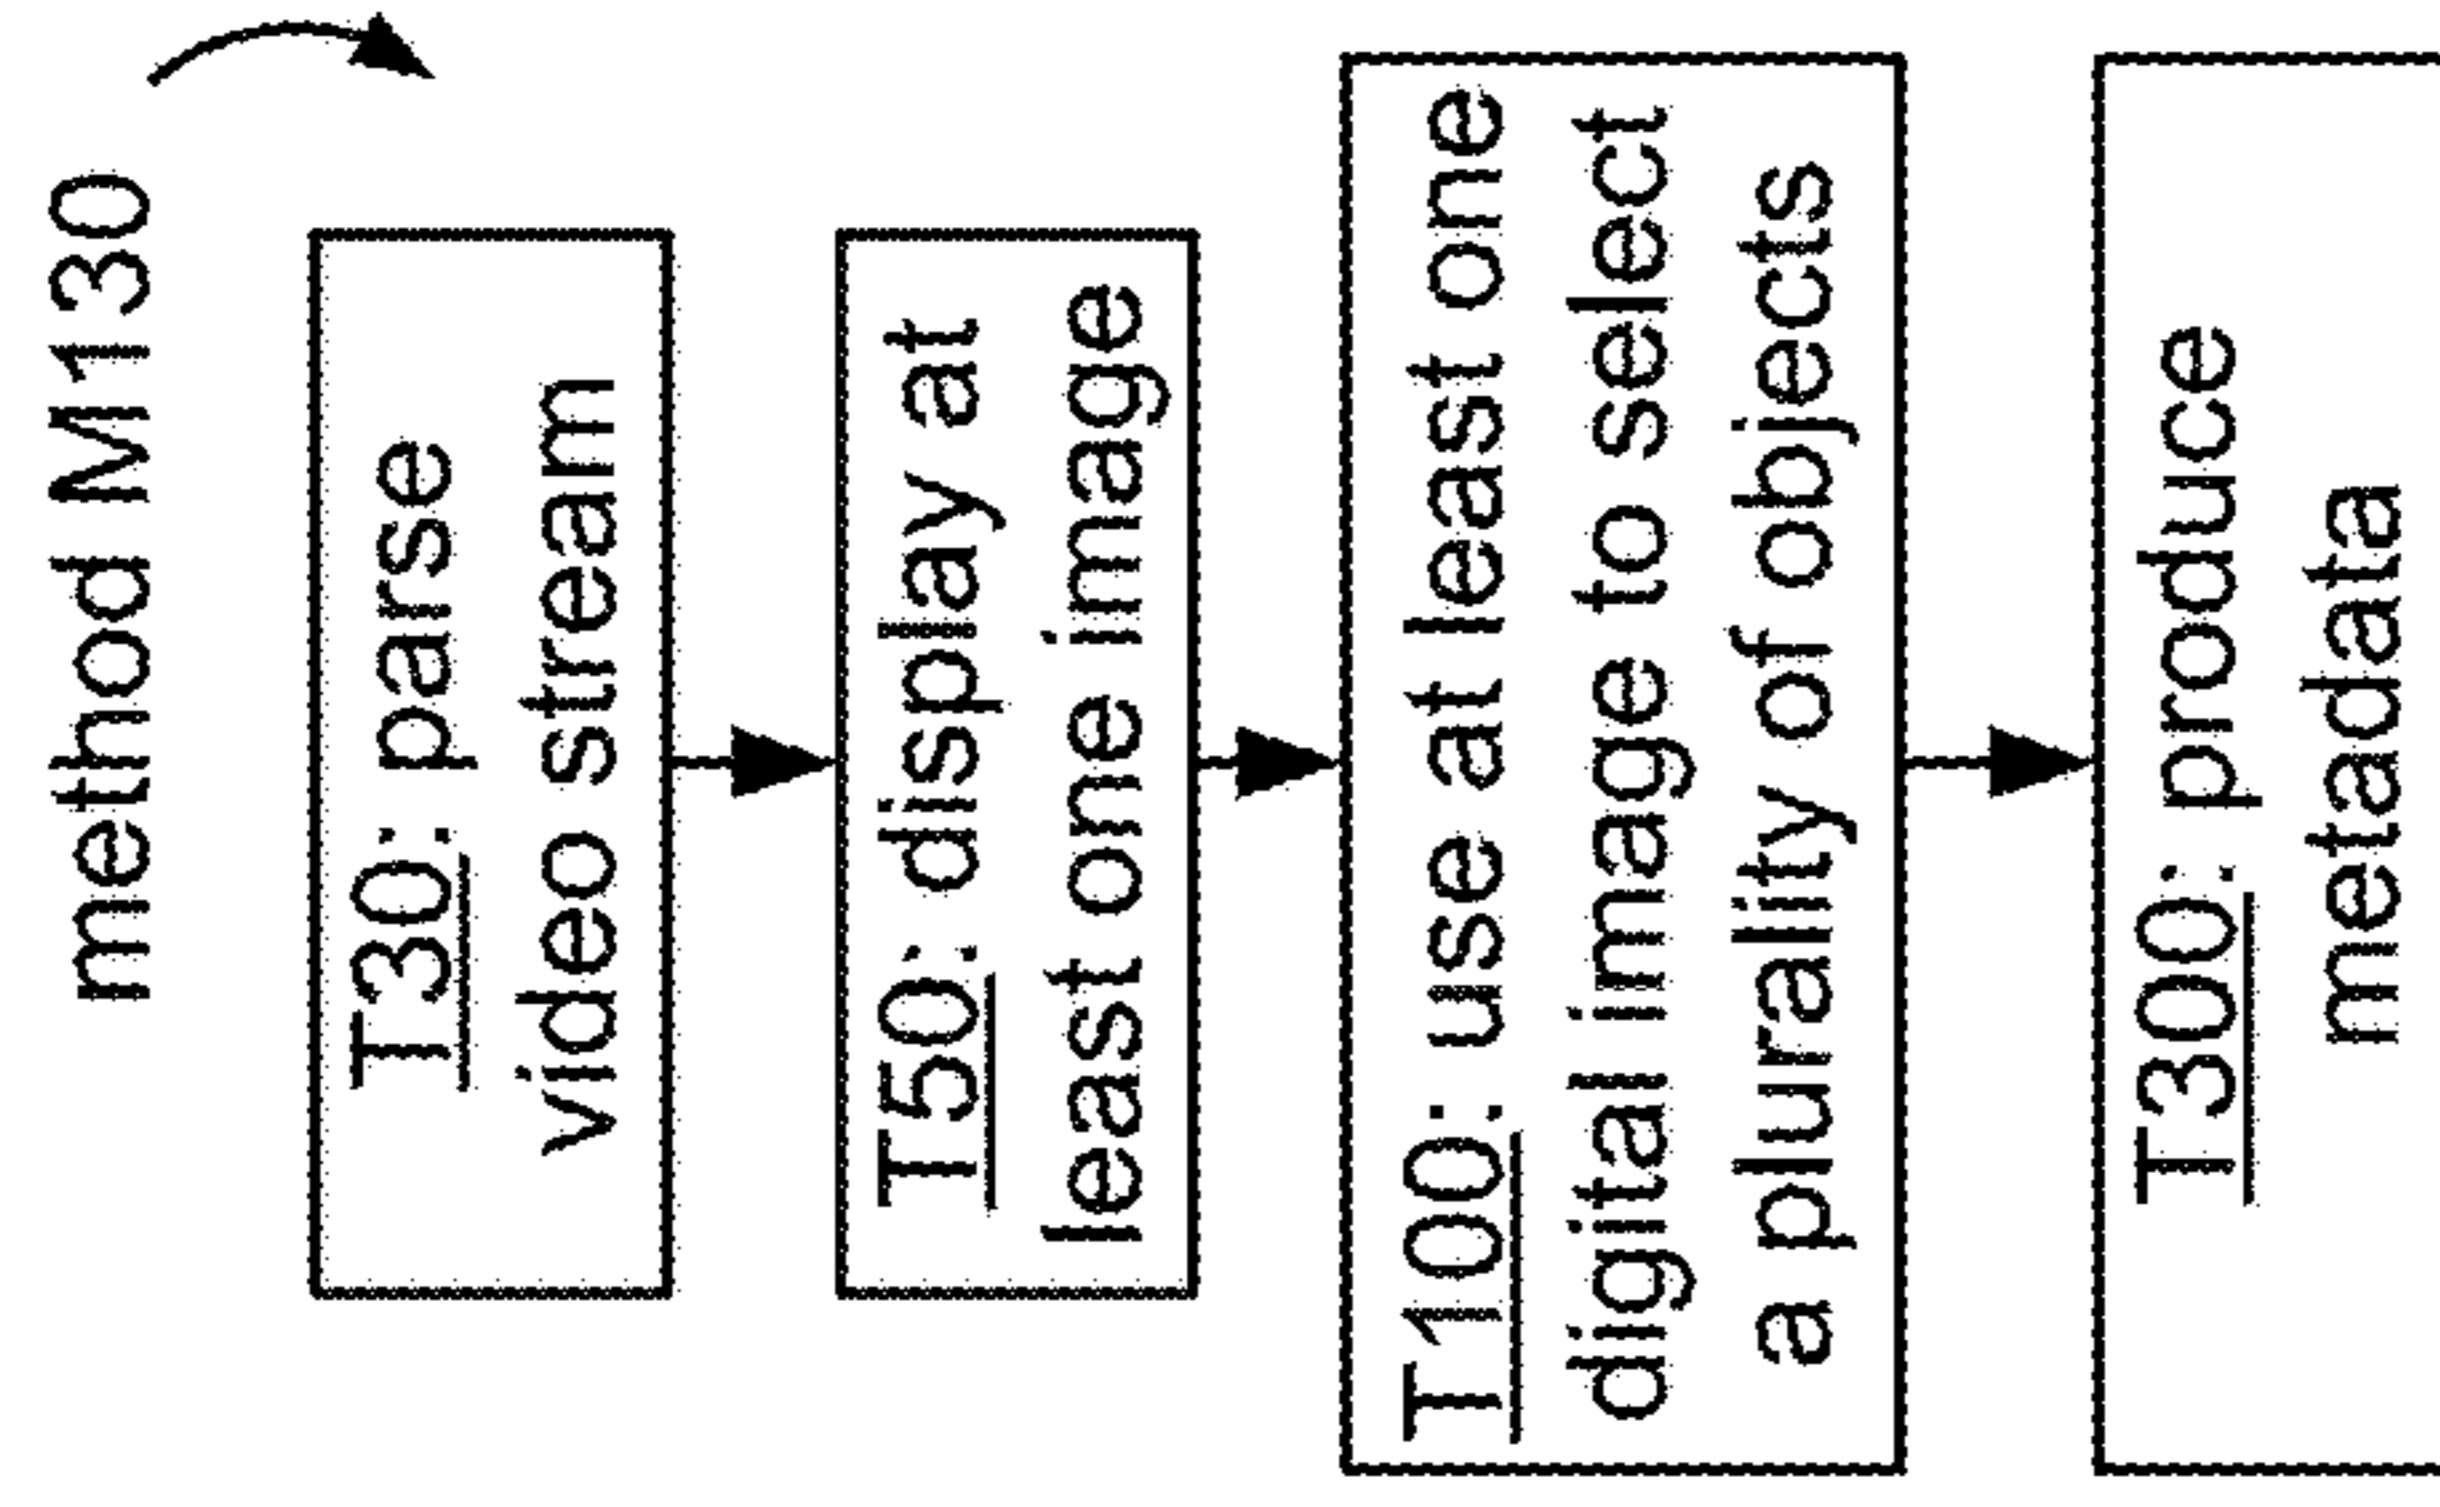 method M130
T30: parse
video stream
T50: display at
least one image
T100: use at least one
digital image to select
a plurality of objects
T300: produce
metadata